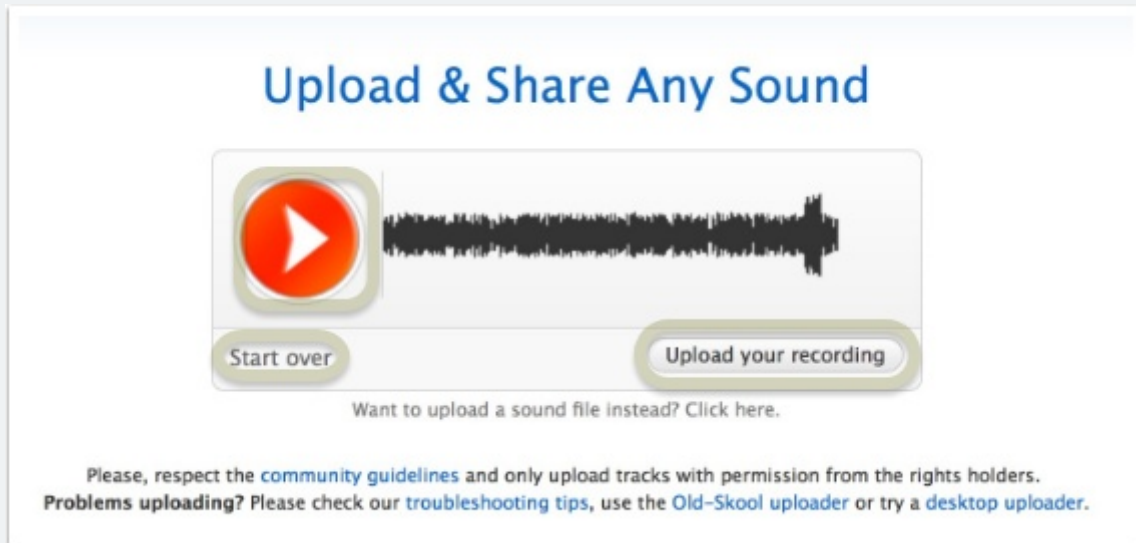 Upload & Share Any Sound
Start over
Upload your recording
Want to upload a sound file instead? Click here.
Please, respect the community guidelines and only upload tracks with permission from the rights holders.
Problems uploading? Please check our troubleshooting tips, use the Old-Skool uploader or try a desktop uploader.